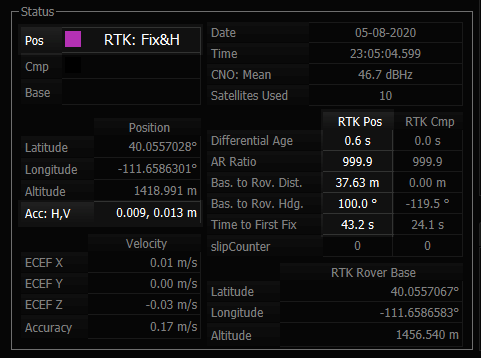 Status
Pos RTK: Fix&H
Cmp
Base
Date 05-08-2020
Time 23:05:04.599
CNO: Mean 46.7 dBHz
Satellites Used 10
Position
Latitude 40.0557028°
Longitude -111.6586301°
Altitude 1418.991 m
Acc: H,V 0.009, 0.013 m
RTK Pos RTK Cmp
Differential Age 0.6 s 0.0 s
AR Ratio 999.9 999.9
Bas. to Rov. Dist. 37.63 m 0.00 m
Bas. to Rov. Hdg. 100.0 ° -119.5 °
Time to First Fix 43.2 s 24.1 s
slipCounter 0 0
Velocity
ECEF X 0.01 m/s
ECEF Y 0.00 m/s
ECEF Z -0.03 m/s
Accuracy 0.17 m/s
RTK Rover Base
Latitude 40.0557067°
Longitude -111.6586583°
Altitude 1456.540 m